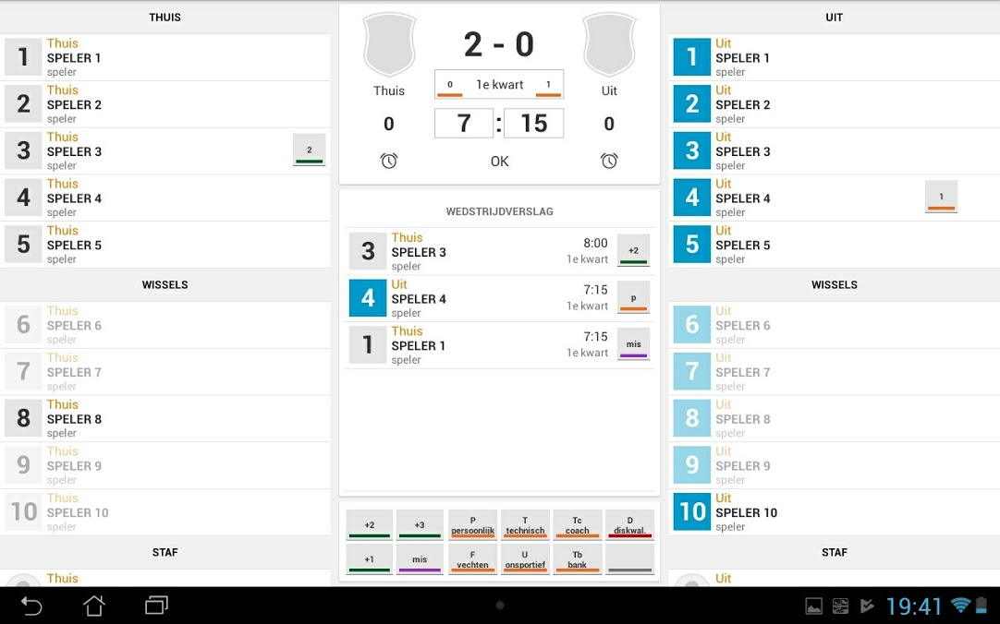 THUIS
1
Thuis
SPELER 1
speler
2
Thuis
SPELER 2
speler
3
Thuis
SPELER 3
speler
2
4
Thuis
SPELER 4
speler
5
Thuis
SPELER 5
speler
WISSELS
6
Thuis
SPELER 6
speler
7
Thuis
SPELER 7
speler
8
Thuis
SPELER 8
speler
9
Thuis
SPELER 9
speler
10
Thuis
SPELER 10
speler
STAF
Thuis
2 - 0
0 1e kwart 1
Thuis
Uit
0 7 : 15 0
OK
WEDSTRIJDVERSLAG
3
Thuis
SPELER 3
speler
8:00
1e kwart
+2
4
Uit
SPELER 4
speler
7:15
1e kwart
p
1
Thuis
SPELER 1
speler
7:15
1e kwart
mis
+2
+3
P
persoonlijk
T
technisch
Tc
coach
D
diskwal.
+1
mis
F
vechten
U
onsportief
Tb
bank
UIT
1
Uit
SPELER 1
speler
2
Uit
SPELER 2
speler
3
Uit
SPELER 3
speler
4
Uit
SPELER 4
speler
1
5
Uit
SPELER 5
speler
WISSELS
6
Uit
SPELER 6
speler
7
Uit
SPELER 7
speler
8
Uit
SPELER 8
speler
9
Uit
SPELER 9
speler
10
Uit
SPELER 10
speler
STAF
Uit
19:41